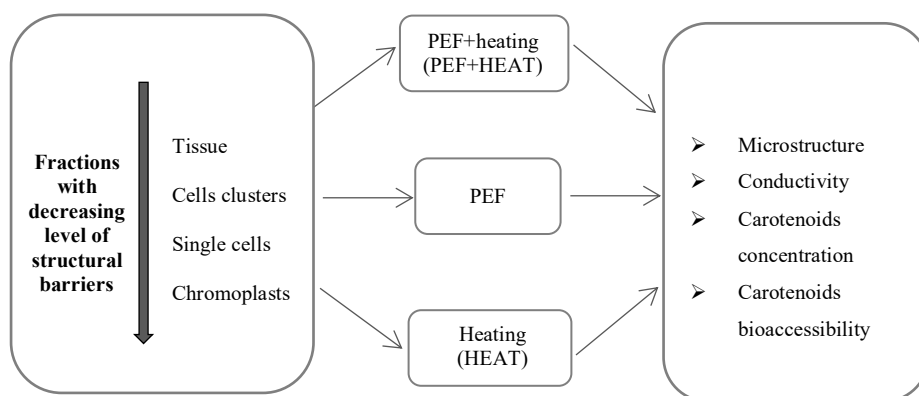 Fractions
with
decreasing
level of
structural
barriers
Tissue
Cells clusters
Single cells
Chromoplasts
PEF+heating
(PEF+HEAT)
PEF
Heating
(HEAT)
➢ Microstructure
➢ Conductivity
➢ Carotenoids
concentration
➢ Carotenoids
bioaccessibility